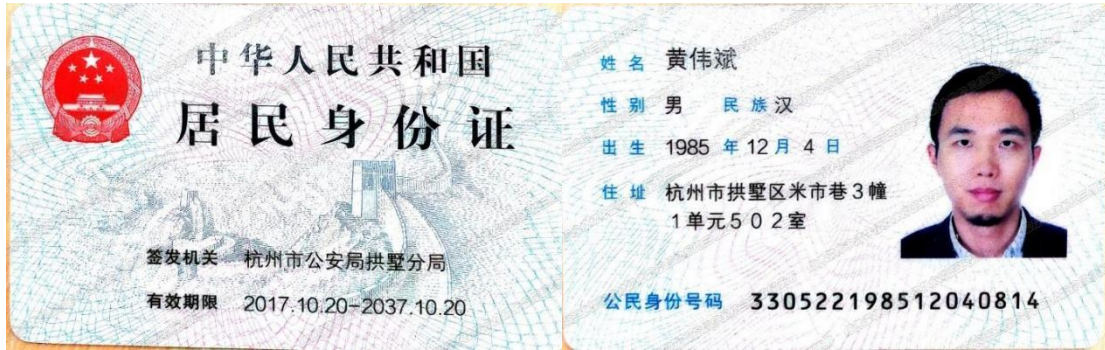 中华人民共和国
居民身份证
签发机关 杭州市公安局拱墅分局
有效期限 2017.10.20-2037.10.20
姓名 黄伟斌
性别 男 民族 汉
出生 1985 年 12 月 4 日
住址 杭州市拱墅区米市巷3幢
1单元502室
公民身份号码 330522198512040814